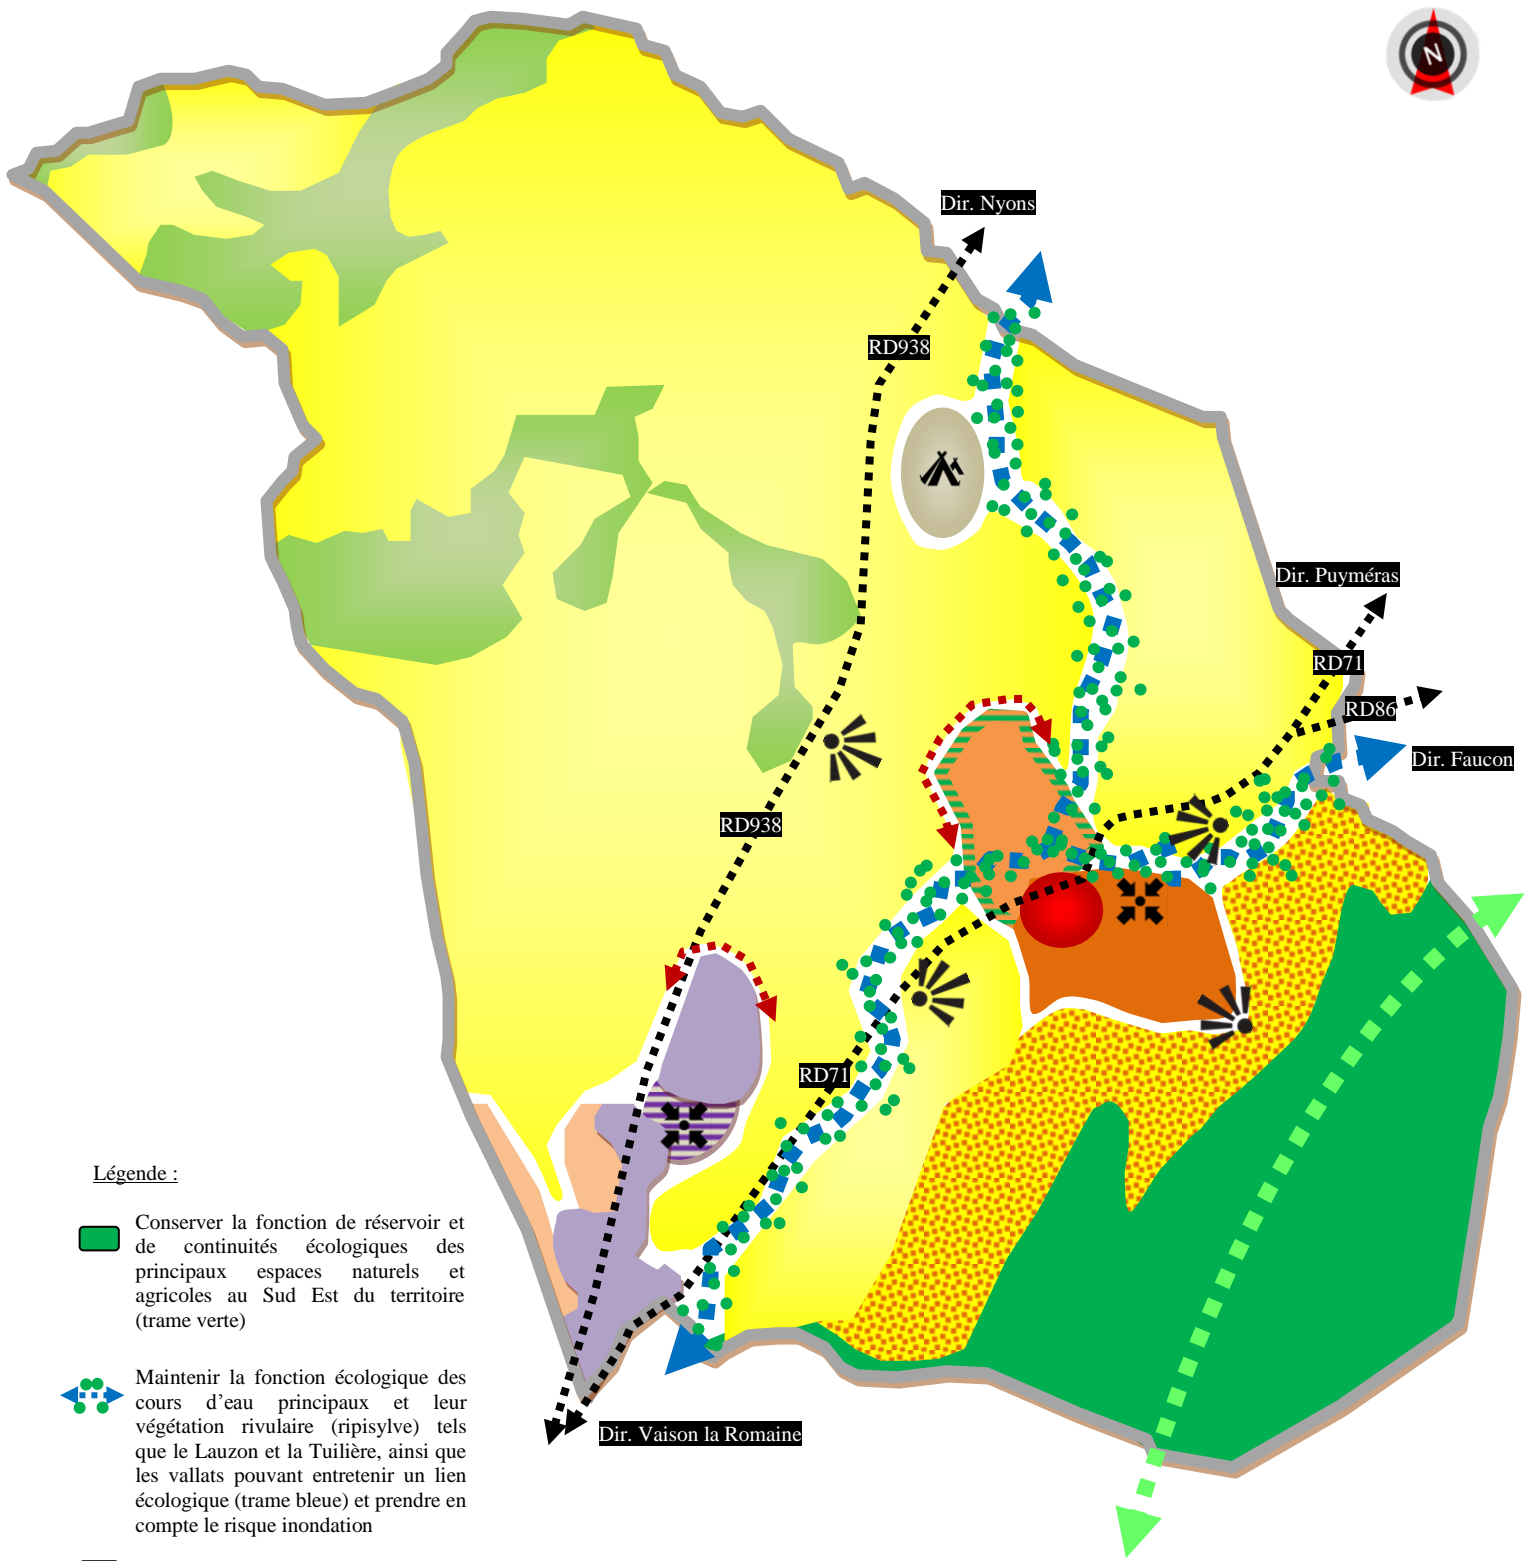 N
Dir. Nyons
RD938
Dir. Puyméras
RD71
RD86
Dir. Faucon
RD938
RD71
Dir. Vaison la Romaine
Légende :
Conserver la fonction de réservoir et
de continuités écologiques des
principaux espaces naturels et
agricoles au Sud Est du territoire
(trame verte)
Maintenir la fonction écologique des
cours d’eau principaux et leur
végétation rivulaire (ripisylve) tels
que le Lauzon et la Tuilière, ainsi que
les vallats pouvant entretenir un lien
écologique (trame bleue) et prendre en
compte le risque inondation